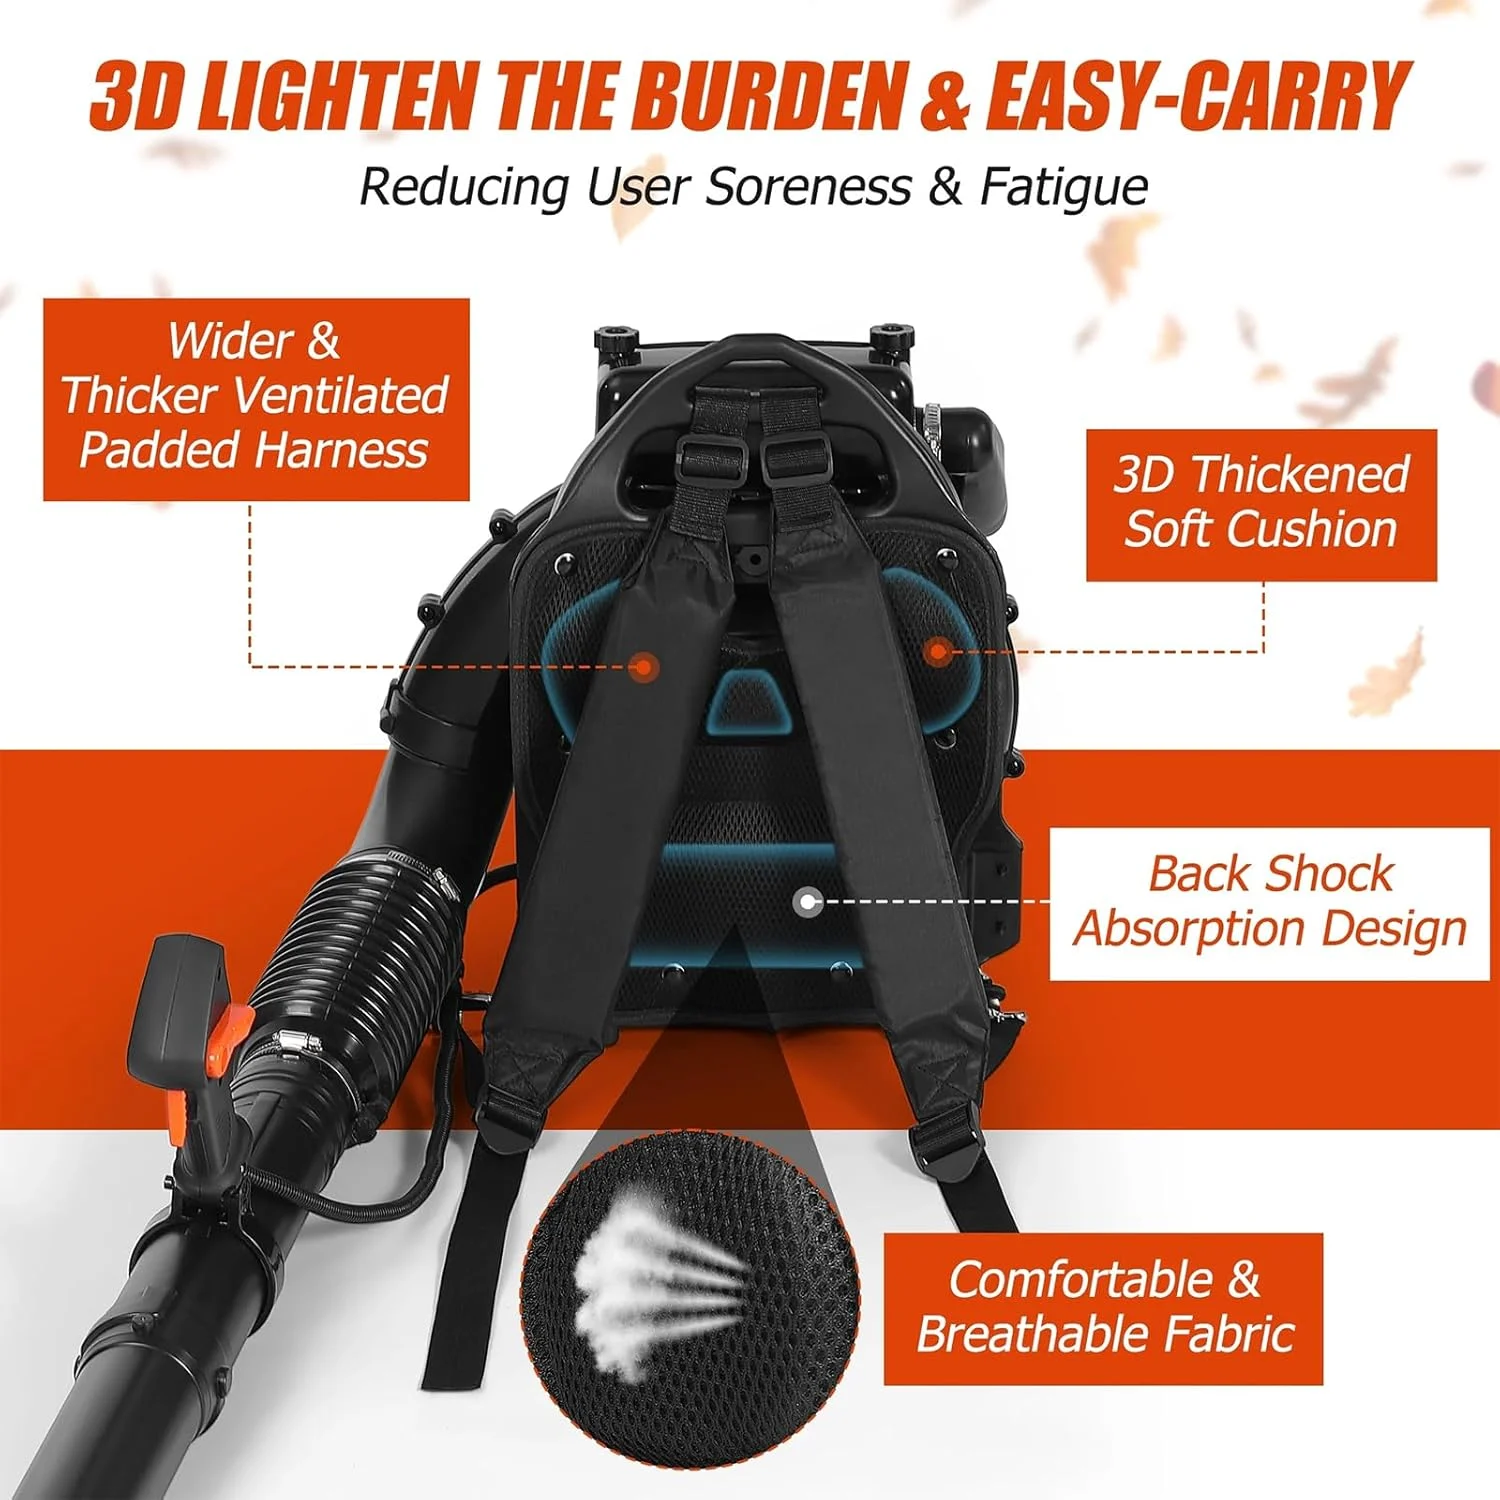 3D LIGHTEN THE BURDEN & EASY-CARRY
Reducing User Soreness & Fatigue
Wider &
Thicker Ventilated
Padded Harness
3D Thickened
Soft Cushion
Back Shock
Absorption Design
Comfortable &
Breathable Fabric